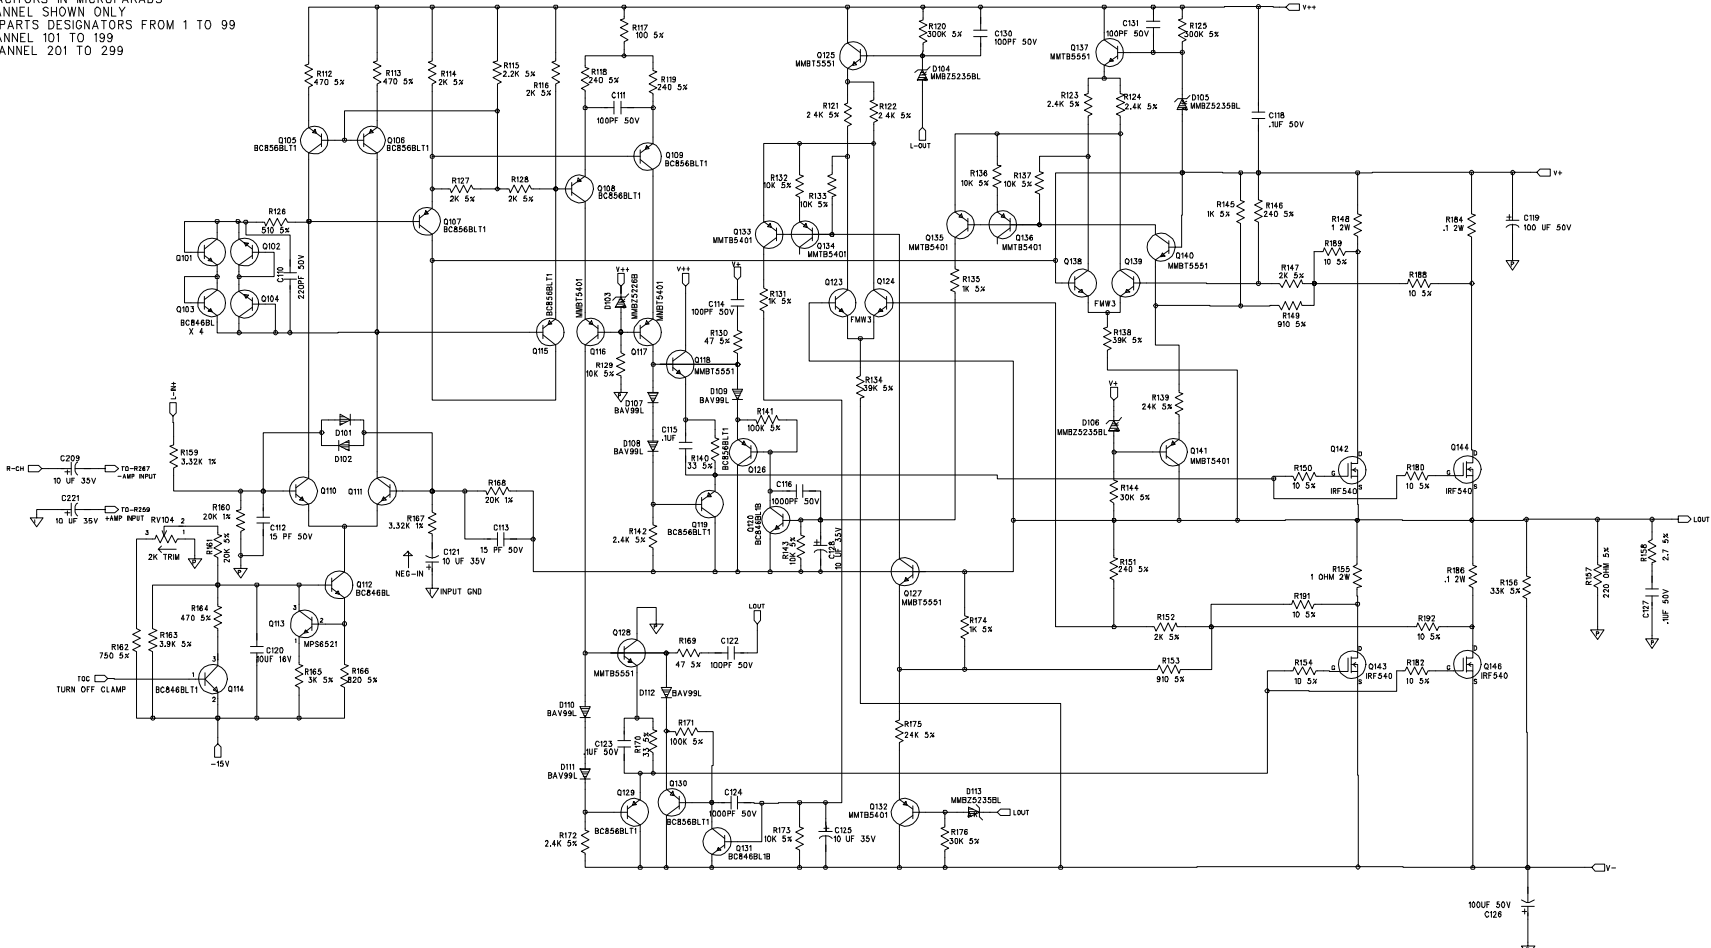 ANNEL SHOWN ONLY
PARTS DESIGNATORS FROM 1 TO 99
ANNEL 101 TO 199
ANNEL 201 TO 299
V++
R117
100 5%
R120
300K 5%
C130
100PF 50V
C131
100PF 50V
R125
300K 5%
Q125
MMBT5551
Q137
MMTB5551
R112
470 5%
R113
470 5%
R114
2K 5%
R115
2.2K 5%
R116
2K 5%
R118
240 5%
R119
240 5%
C111
100PF 50V
D104
MMBZ5235BL
L-OUT
R121
2.4K 5%
R122
2.4K 5%
R123
2.4K 5%
R124
2.4K 5%
D105
MMBZ5235BL
C118
.1UF 50V
Q105
BC856BLT1
Q106
BC856BLT1
Q109
BC856BLT1
R127
2K 5%
R128
2K 5%
Q108
BC856BLT1
R132
10K 5%
R133
10K 5%
R136
10K 5%
R137
10K 5%
V+
R126
510 5%
Q107
BC856BLT1
Q133
MMTB5401
Q134
MMTB5401
Q135
MMTB5401
Q136
MMTB5401
Q140
MMBT5551
R145
1K 5%
R146
240 5%
R148
1 2W
R184
.1 2W
C119
100 UF 50V
Q101
Q102
Q103
Q104
BC846BL
X 4
C110
220PF 50V
R189
10 5%
R147
2K 5%
R188
10 5%
R149
910 5%
BC856BLT1
Q115
MMBT5401
Q116
V++
D103
MMBZ5226B
MMBT5401
Q117
V++
V+
C114
100PF 50V
R130
47 5%
R131
1K 5%
Q123
Q124
FMW3
R135
1K 5%
Q138
Q139
FMW3
R138
39K 5%
R129
10K 5%
Q118
MMBT5551
D107
BAV99L
D109
BAV99L
R134
39K 5%
V+
D106
MMBZ5235BL
R139
24K 5%
Q141
MMBT5401
L-IN+
D101
D102
D108
BAV99L
C115
.1UF
R140
33 5%
BC856BLT1
R141
100K 5%
Q126
R159
3.32K 1%
R-CH
C209
10 UF 35V
TO-R267
-AMP INPUT
C221
10 UF 35V
TO-R269
+AMP INPUT
Q110
Q111
R168
20K 1%
R160
20K 1%
C112
15 PF 50V
R167
3.32K 1%
C113
15 PF 50V
C121
10 UF 35V
NEG-IN
INPUT GND
RV104
3
2
1
2K TRIM
R161
20K 5%
R142
2.4K 5%
Q119
BC856BLT1
C116
1000PF 50V
Q120
BC846BL1B
R143
10K 5%
C128
10 UF 35V
R144
30K 5%
R150
10 5%
Q142
D
G
S
IRF540
R180
10 5%
Q144
D
G
S
IRF540
LOUT
R151
240 5%
R155
1 OHM 2W
R186
.1 2W
R156
33K 5%
R157
220 OHM 5%
R158
2.7 5%
C127
.1UF 50V
Q127
MMBT5551
R174
1K 5%
R191
10 5%
R192
10 5%
R152
2K 5%
R153
910 5%
R154
10 5%
Q143
D
G
S
IRF540
R182
10 5%
Q146
D
G
S
IRF540
Q112
BC846BL
R164
470 5%
Q113
3
2
1
MPS6521
R162
750 5%
R163
3.9K 5%
C120
10UF 16V
R165
3K 5%
R166
820 5%
TOC
TURN OFF CLAMP
BC846BLT1
3
1
2
Q114
-15V
Q128
MMTB5551
R169
47 5%
C122
100PF 50V
LOUT
D112
BAV99L
D110
BAV99L
D111
BAV99L
C123
.1UF 50V
R170
33 5%
R171
100K 5%
R175
24K 5%
Q129
BC856BLT1
Q130
BC856BLT1
C124
1000PF 50V
Q131
BC846BL1B
R172
2.4K 5%
R173
10K 5%
C125
10 UF 35V
Q132
MMTB5401
D113
MMBZ5235BL
LOUT
R176
30K 5%
V-
100UF 50V
C126